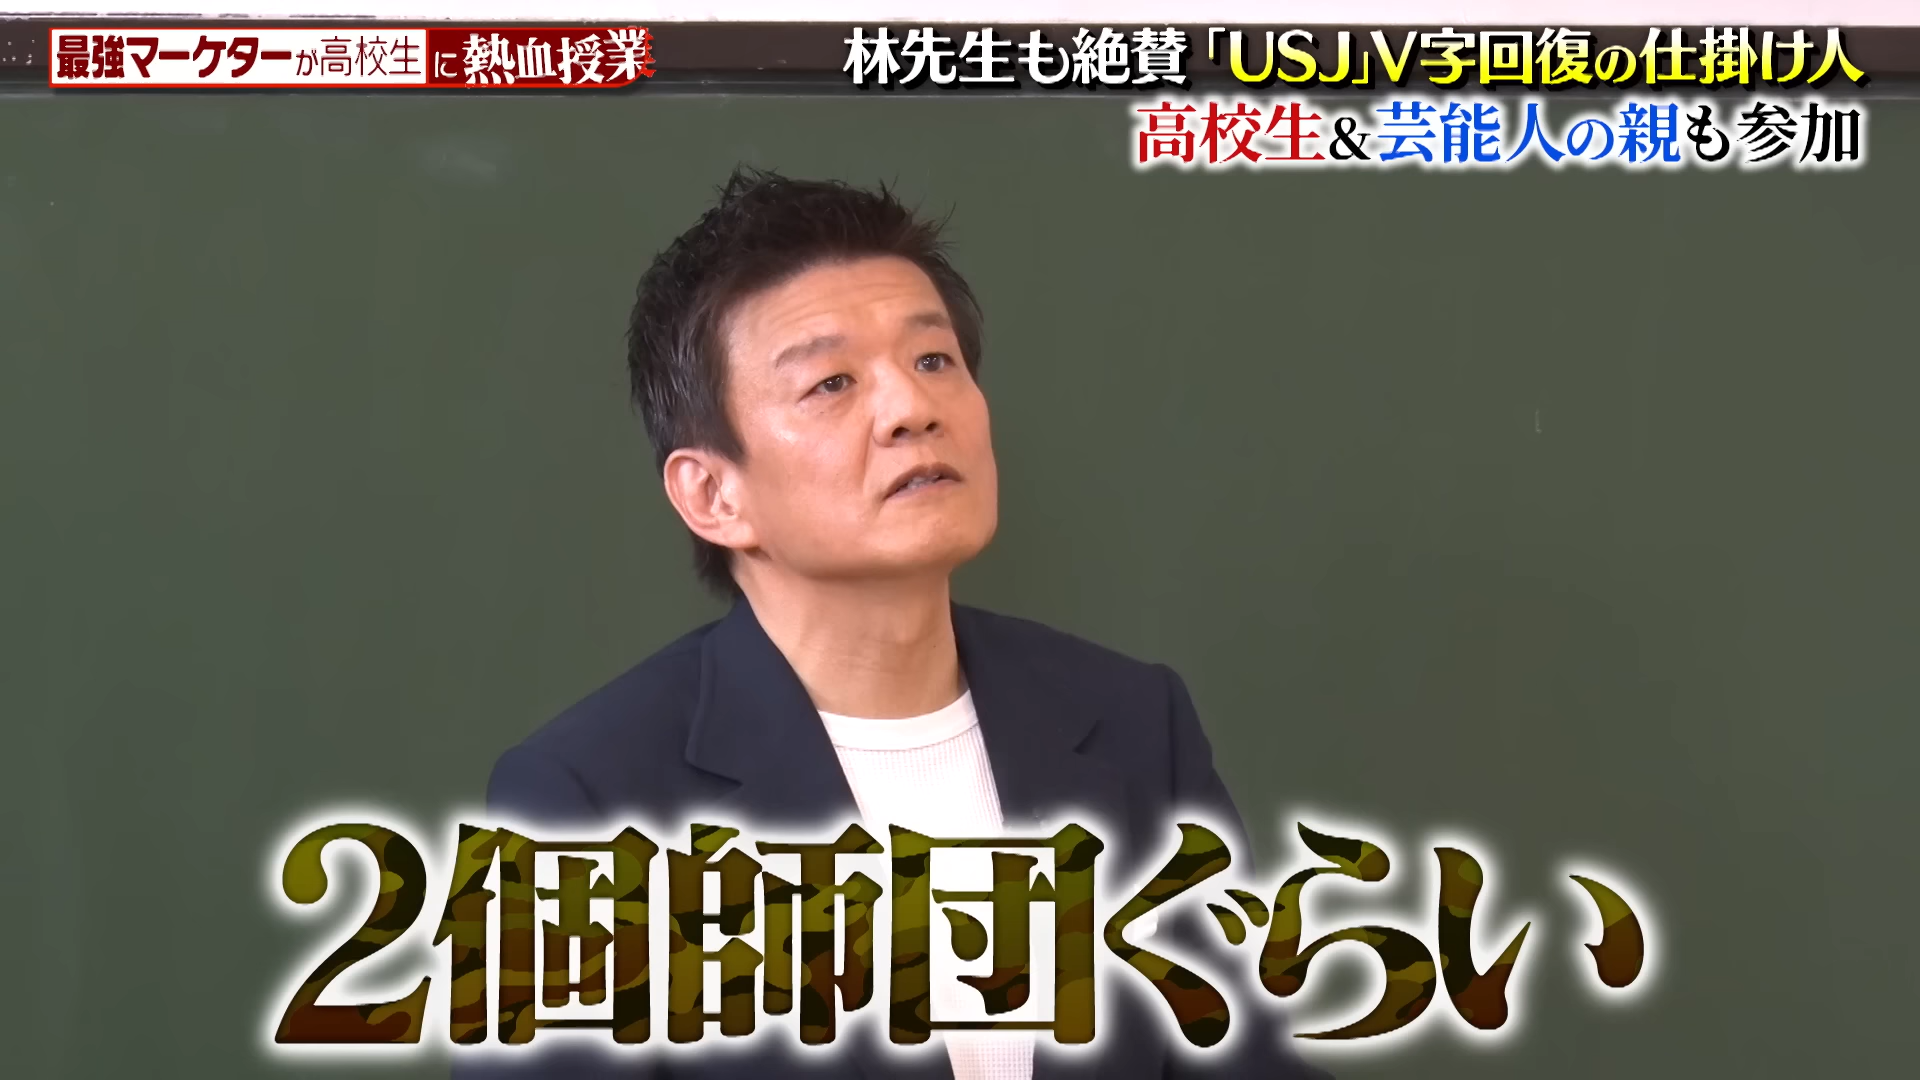 最強マーケターが高校生に熱血授業
林先生も絶賛「USJ」V字回復の仕掛け人
高校生&芸能人の親も参加
2個師団ぐらい